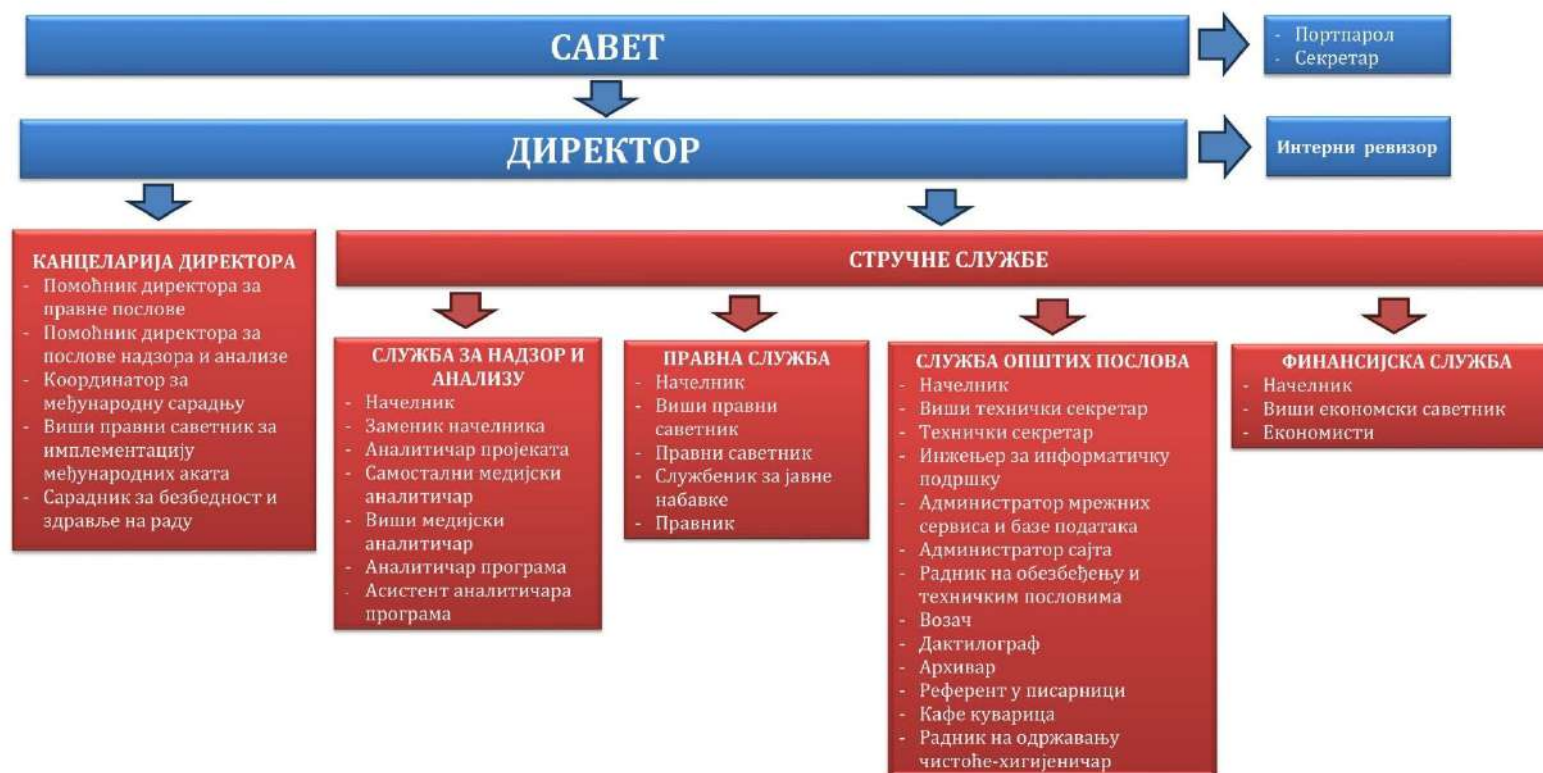 САВЕТ
- Портпарол
- Секретар
ДИРЕКТОР
Интерни ревизор
КАНЦЕЛАРИЈА ДИРЕКТОРА
- Помоћник директора за
правне послове
- Помоћник директора за
послове надзора и анализе
- Координатор за
међународну сарадњу
- Виши правни саветник за
имплементацију
међународних аката
- Сарадник за безбедност и
здравље на раду
СТРУЧНЕ СЛУЖБЕ
СЛУЖБА ЗА НАДЗОР И
АНАЛИЗУ
- Начелник
- Заменик начелника
- Аналитичар пројеката
- Самостални медијски
аналитичар
- Виши медијски
аналитичар
- Аналитичар програма
- Асистент аналитичара
програма
ПРАВНА СЛУЖБА
- Начелник
- Виши правни
саветник
- Правни саветник
- Службеник за јавне
набавке
- Правник
СЛУЖБА ОПШТИХ ПОСЛОВА
- Начелник
- Виши технички секретар
- Технички секретар
- Инжењер за информатичку
подршку
- Администратор мрежних
сервиса и базе података
- Администратор сајта
- Радник на обезбеђењу и
техничким пословима
- Возач
- Дактилограф
- Архивар
- Референт у писарници
- Кафе куварица
- Радник на одржавању
чистоће-хигијеничар
ФИНАНСИЈСКА СЛУЖБА
- Начелник
- Виши економски саветник
- Економисти